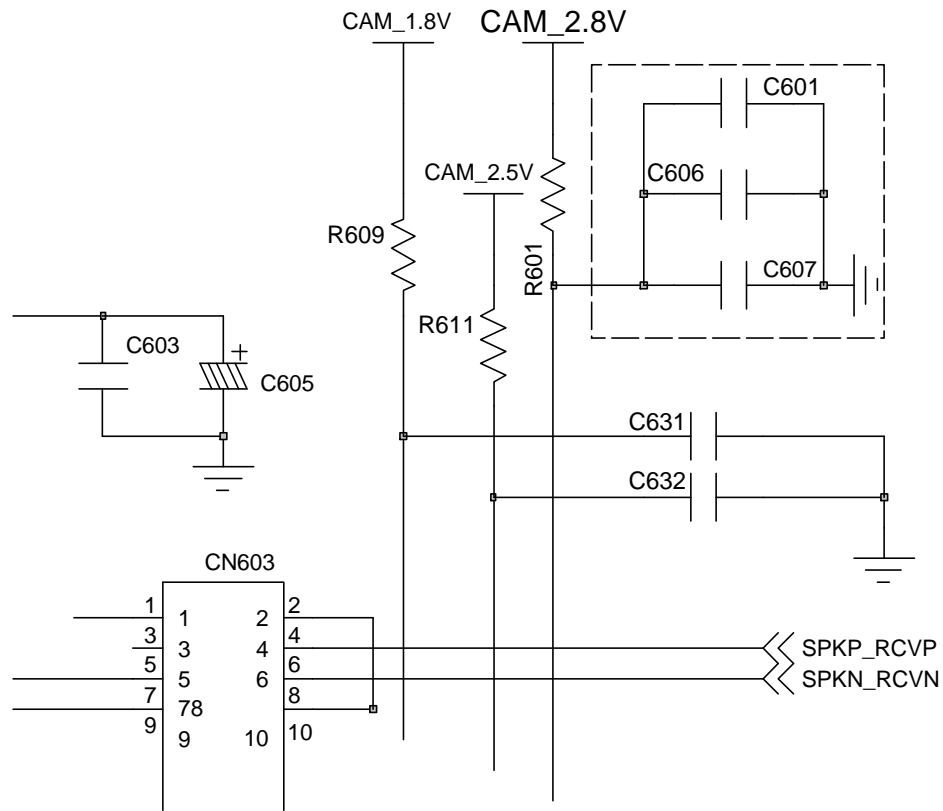 CAM_1.8V
CAM_2.8V
C601
CAM_2.5V
C606
R609
R601
C607
R611
C603
+
C605
C631
C632
CN603
1 1 2 2
3 3 4 4 SPKP_RCVP
5 5 6 6 SPKN_RCVN
7 78 8
9 9 10 10